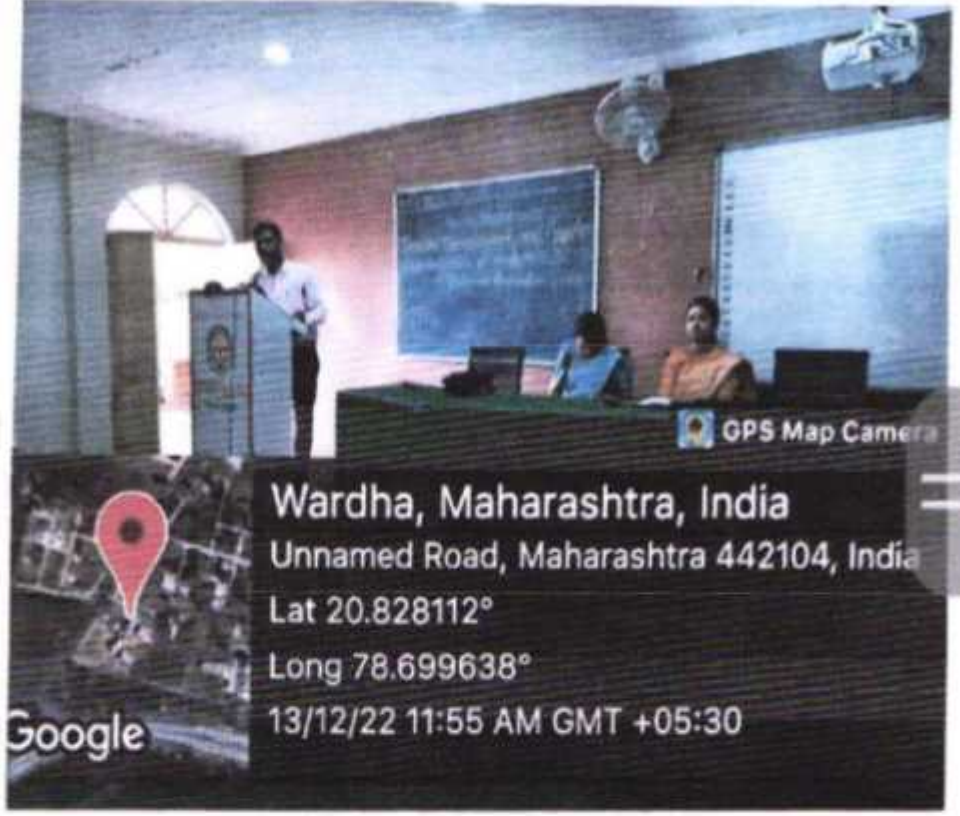 GPS Map Camera
Wardha, Maharashtra, India
Unnamed Road, Maharashtra 442104, India
Lat 20.828112°
Long 78.699638°
13/12/22 11:55 AM GMT +05:30
Google